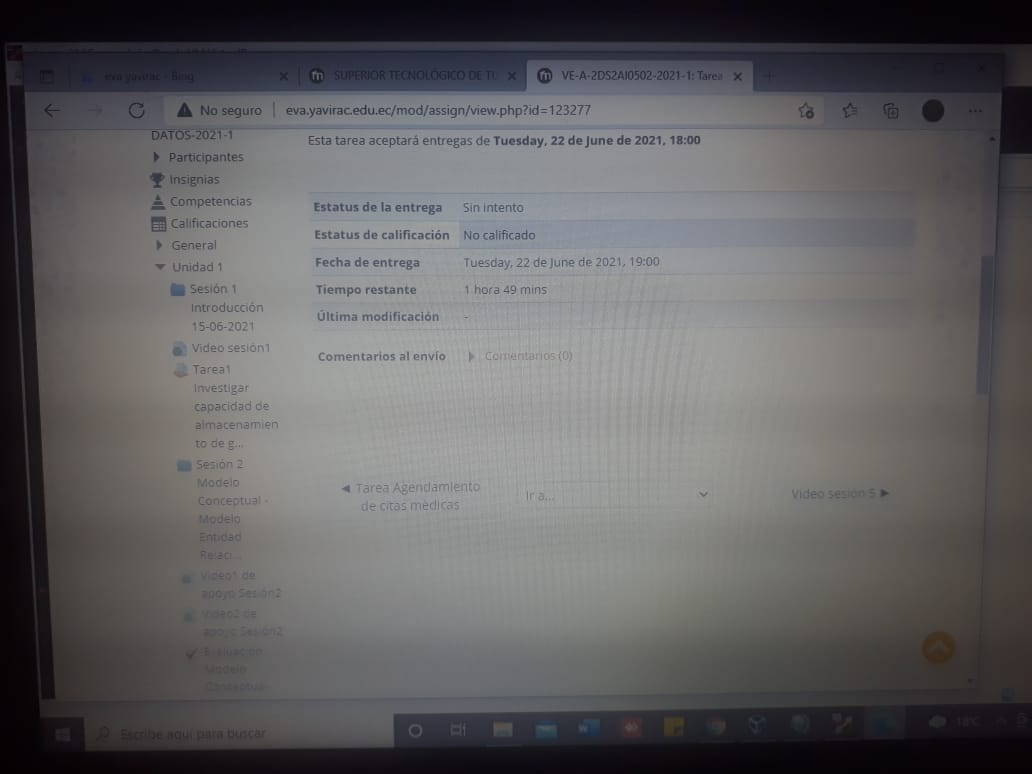 eva yavirac - Bing
SUPERIOR TECNOLÓGICO DE TU
VE-A-2DS2AI0502-2021-1: Tarea
No seguro
eva.yavirac.edu.ec/mod/assign/view.php?id=123277
DATOS-2021-1
Participantes
Insignias
Competencias
Calificaciones
General
Unidad 1
Sesión 1
Introducción
15-06-2021
Video sesión1
Tarea1
Investigar
capacidad de
almacenamien
to de g...
Sesión 2
Modelo
Conceptual -
Modelo
Entidad
Relaci...
Video1 de
apoyo Sesión2
Video2 de
apoyo Sesión2
Evaluación
Modelo
Conceptual-
Esta tarea aceptará entregas de Tuesday, 22 de June de 2021, 18:00
Estatus de la entrega Sin intento
Estatus de calificación No calificado
Fecha de entrega Tuesday, 22 de June de 2021, 19:00
Tiempo restante 1 hora 49 mins
Última modificación -
Comentarios al envío Comentarios (0)
◄ Tarea Agendamiento
de citas médicas
Ir a...
Video sesión 5 ►
Escribe aquí para buscar
18°C